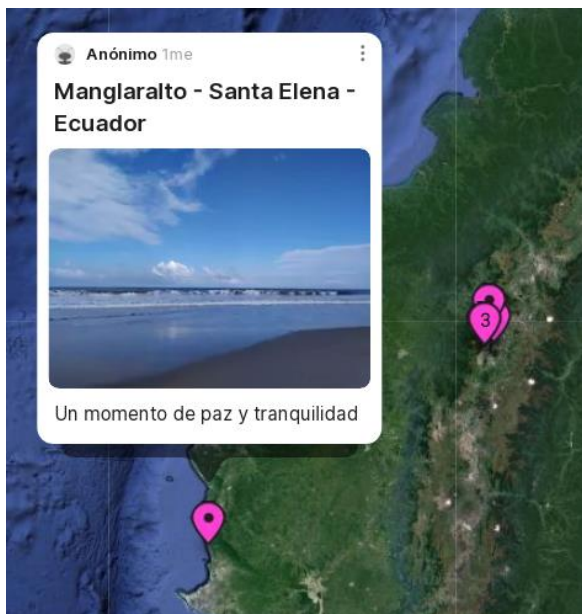 Anónimo 1me
Manglaralto - Santa Elena -
Ecuador
Un momento de paz y tranquilidad
3